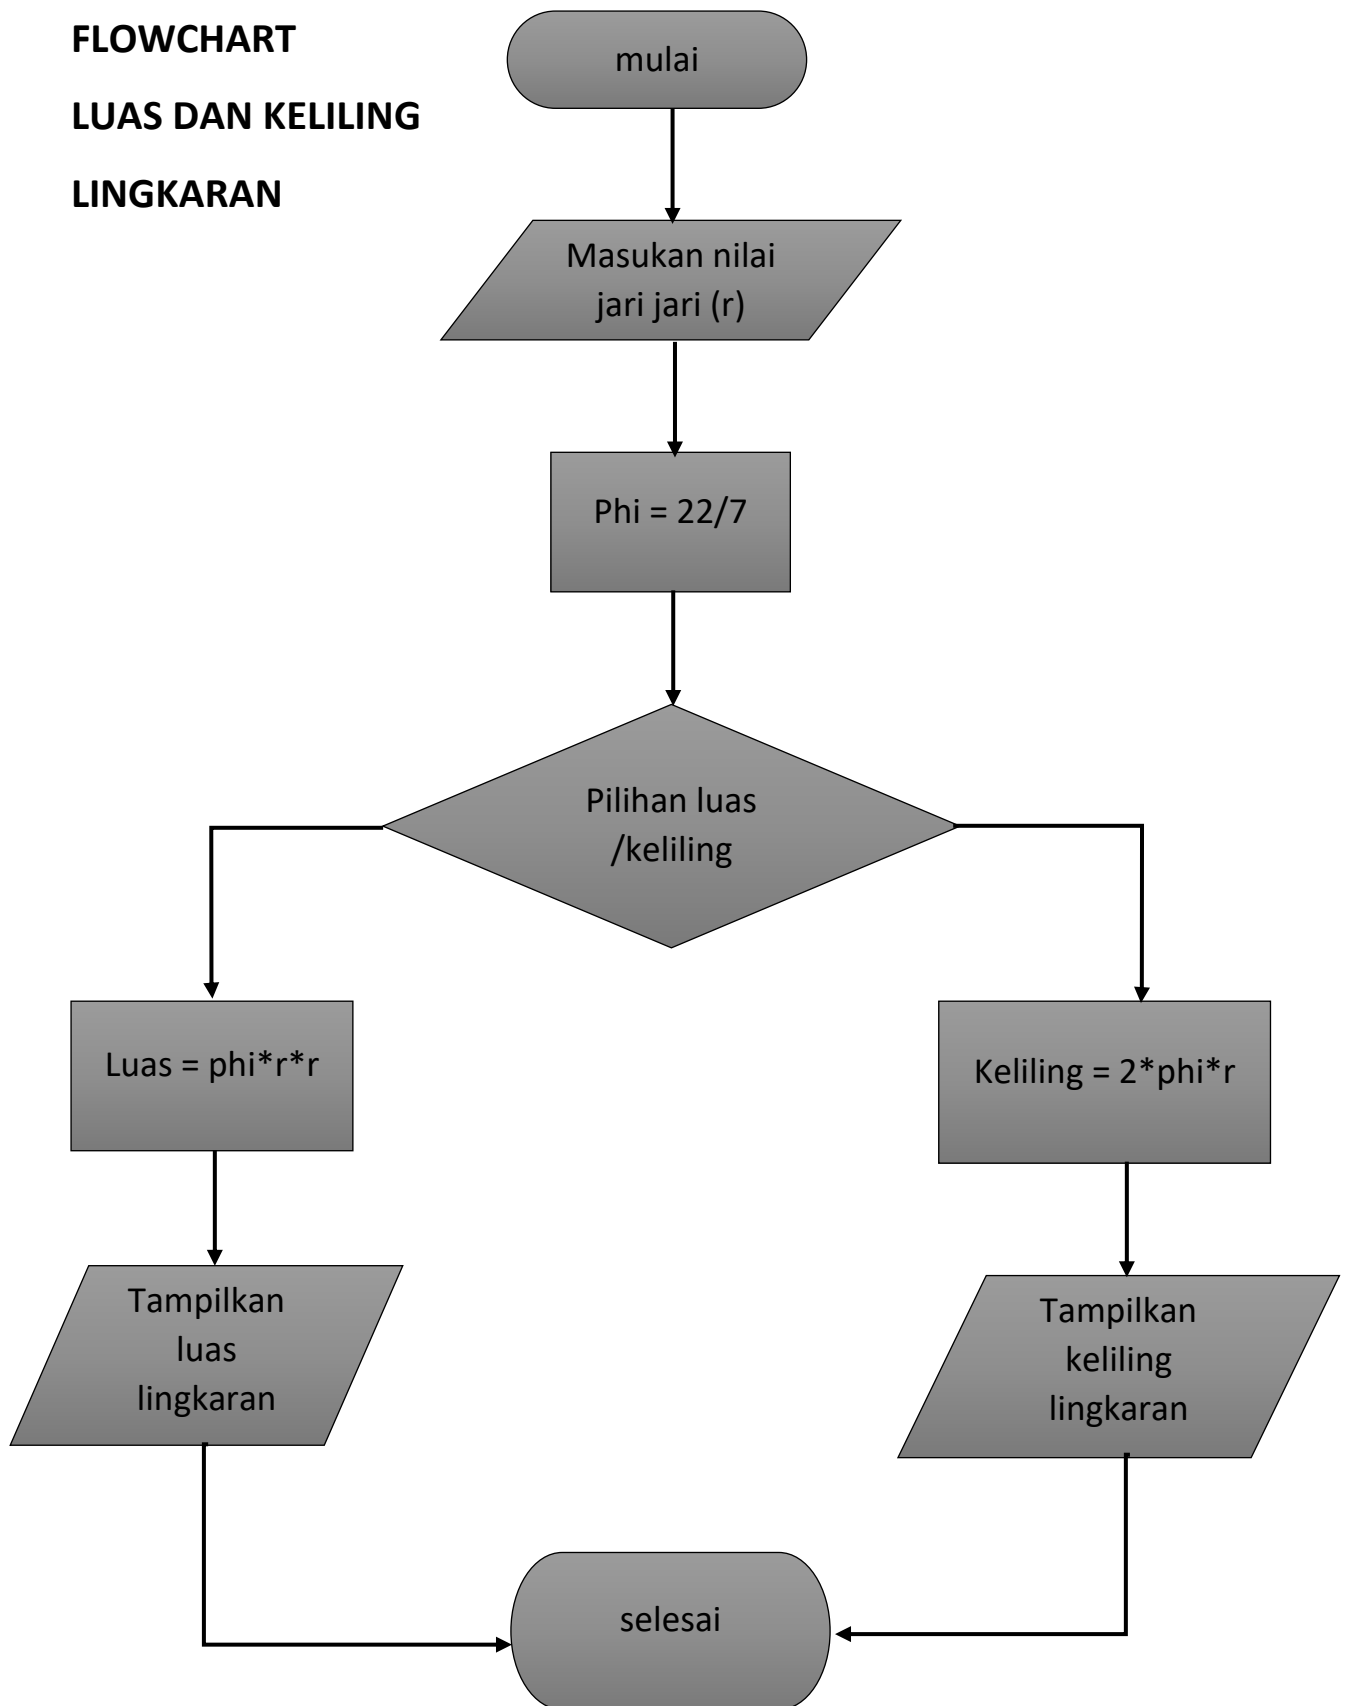 FLOWCHART
LUAS DAN KELILING
LINGKARAN
mulai
Masukan nilai
jari jari (r)
Phi = 22/7
Pilihan luas
/keliling
Luas = phi*r*r
Keliling = 2*phi*r
Tampilkan
luas
lingkaran
Tampilkan
keliling
lingkaran
selesai